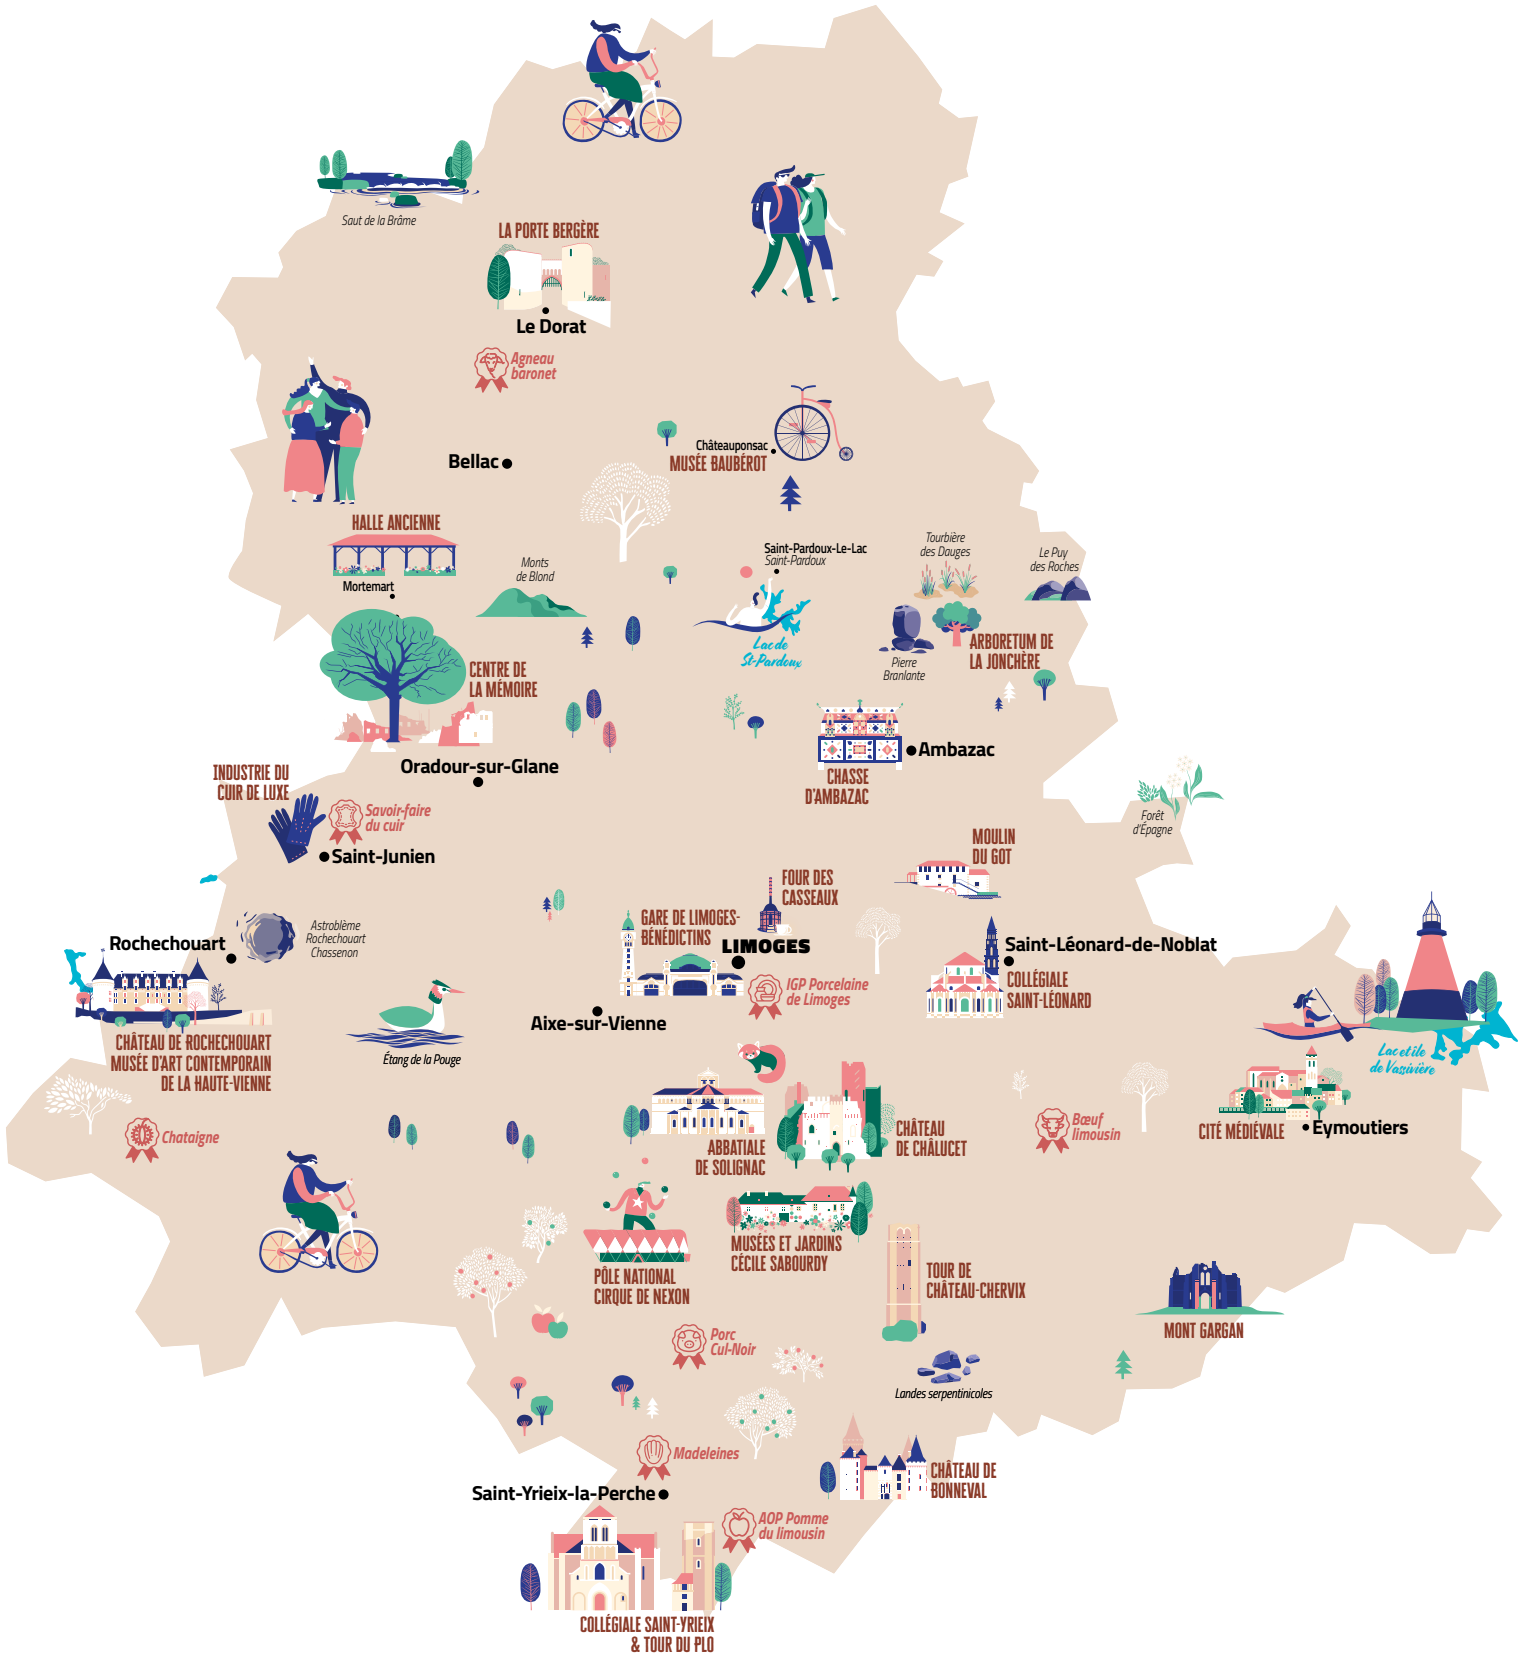 Saut de la Brâme
LA PORTE BERGÈRE
Le Dorat
Agneau
baronet
Bellac
Châteauponsac
MUSÉE BAUBÉROT
HALLE ANCIENNE
Mortemart
Monts
de Blond
Saint-Pardoux-Le-Lac
Saint-Pardoux
Lac de
St-Pardoux
Tourbière
des Dauges
Le Puy
des Roches
Pierre
Branlante
ARBORETUM DE
LA JONCHÈRE
CENTRE DE
LA MÉMOIRE
Oradour-sur-Glane
CHASSE
D'AMBAZAC
Ambazac
INDUSTRIE DU
CUIR DE LUXE
Savoir-faire
du cuir
Saint-Junien
Forêt
d'Épagne
MOULIN
DU GOT
FOUR DES
CASSEAUX
GARE DE LIMOGES-
BÉNÉDICTINS
LIMOGES
IGP Porcelaine
de Limoges
Rochechouart
Astroblème
Rochechouart
Chassenon
Saint-Léonard-de-Noblat
COLLÉGIALE
SAINT-LÉONARD
Aixe-sur-Vienne
Étang de la Pouge
CHÂTEAU DE ROCHECHOUART
MUSÉE D'ART CONTEMPORAIN
DE LA HAUTE-VIENNE
Lac et île
de Vassivière
Chataigne
ABBATIALE
DE SOLIGNAC
CHÂTEAU
DE CHÂLUCET
Bœuf
limousin
CITÉ MÉDIÉVALE
Eymoutiers
MUSÉES ET JARDINS
CÉCILE SABOURDY
PÔLE NATIONAL
CIRQUE DE NEXON
TOUR DE
CHÂTEAU-CHERVIX
MONT GARGAN
Porc
Cul-Noir
Landes serpentinicoles
Madeleines
CHÂTEAU DE
BONNEVAL
Saint-Yrieix-la-Perche
AOP Pomme
du limousin
COLLÉGIALE SAINT-YRIEIX
& TOUR DU PLO